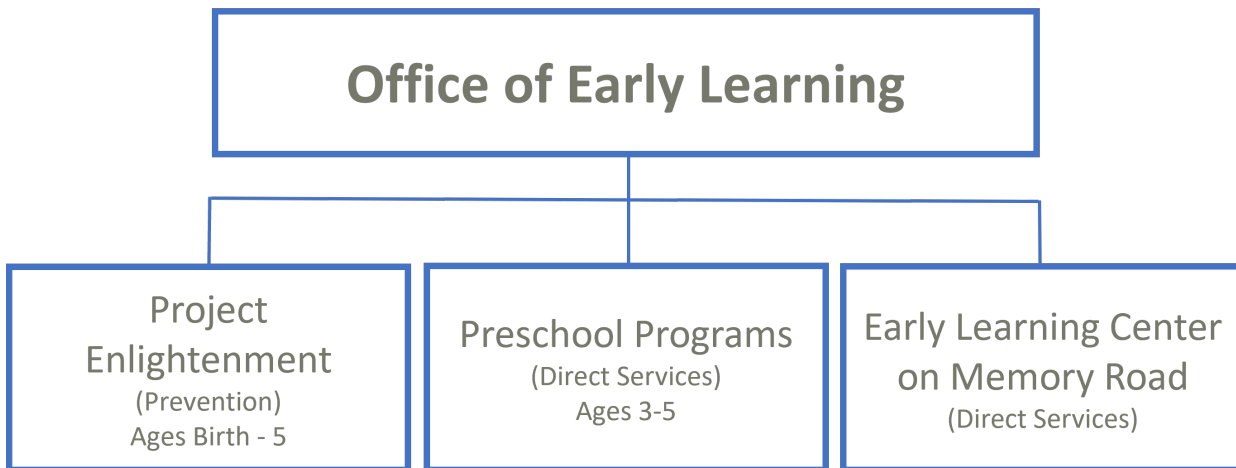 Office of Early Learning
Project
Enlightenment
(Prevention)
Ages Birth - 5
Preschool Programs
(Direct Services)
Ages 3-5
Early Learning Center
on Memory Road
(Direct Services)